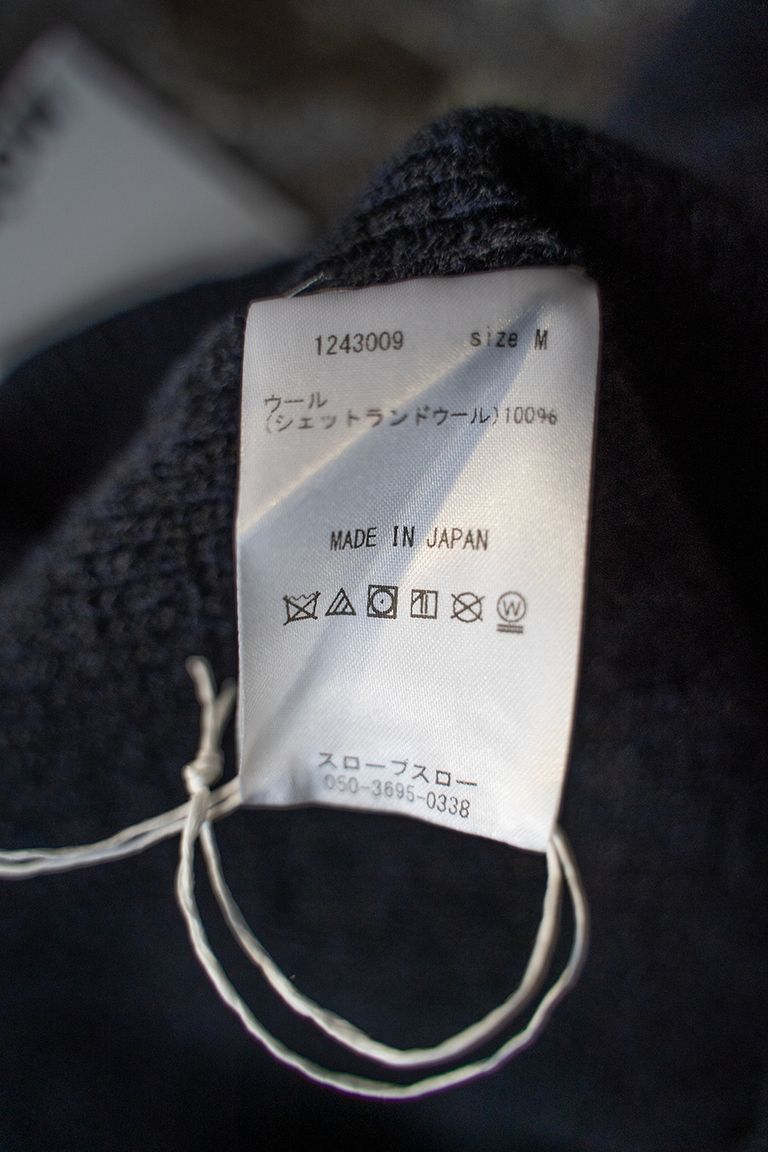 1243009 size M
ウール
(シェットランドウール)100%
MADE IN JAPAN
W
スロープスロー
050-3695-0338